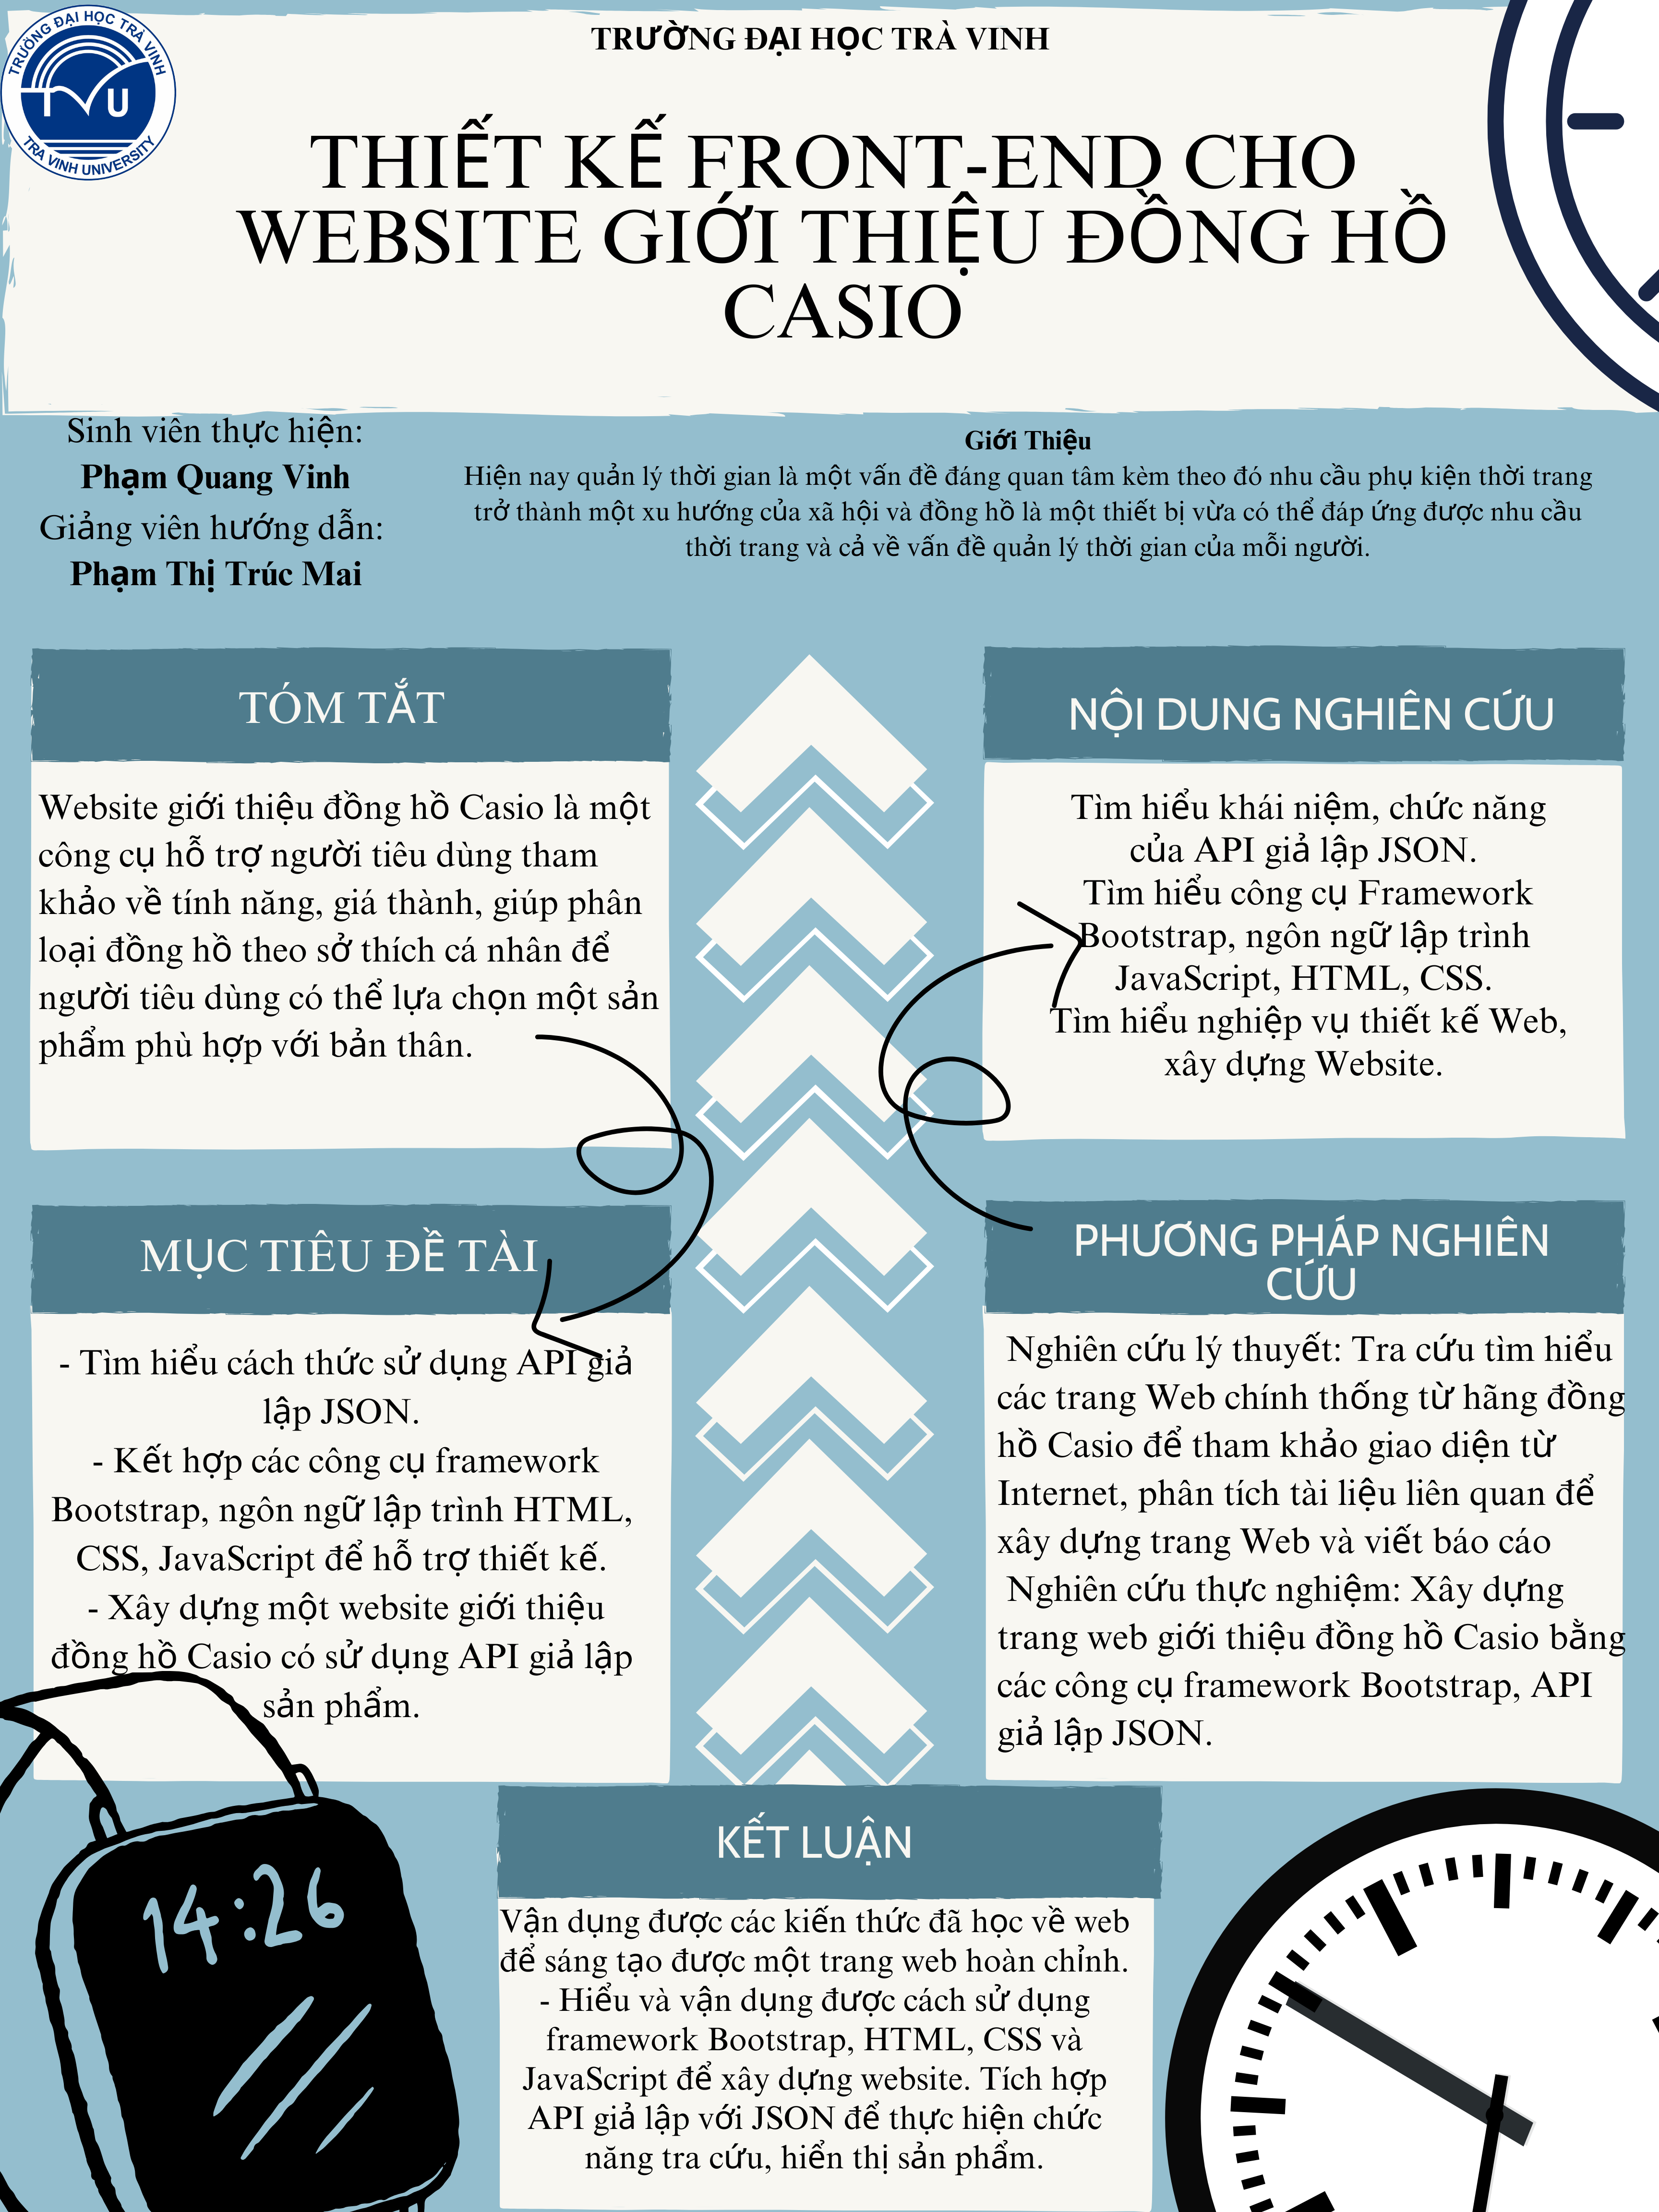 TRƯỜNG ĐẠI HỌC TRÀ VINH
TRƯỜNG ĐẠI HỌC TRÀ VINH
TVU
TRA VINH UNIVERSITY
THIẾT KẾ FRONT-END CHO
WEBSITE GIỚI THIỆU ĐỒNG HỒ
CASIO
Sinh viên thực hiện:
Phạm Quang Vinh
Giảng viên hướng dẫn:
Phạm Thị Trúc Mai
Giới Thiệu
Hiện nay quản lý thời gian là một vấn đề đáng quan tâm kèm theo đó nhu cầu phụ kiện thời trang
trở thành một xu hướng của xã hội và đồng hồ là một thiết bị vừa có thể đáp ứng được nhu cầu
thời trang và cả về vấn đề quản lý thời gian của mỗi người.
TÓM TẮT
Website giới thiệu đồng hồ Casio là một
công cụ hỗ trợ người tiêu dùng tham
khảo về tính năng, giá thành, giúp phân
loại đồng hồ theo sở thích cá nhân để
người tiêu dùng có thể lựa chọn một sản
phẩm phù hợp với bản thân.
MỤC TIÊU ĐỀ TÀI
- Tìm hiểu cách thức sử dụng API giả
lập JSON.
- Kết hợp các công cụ framework
Bootstrap, ngôn ngữ lập trình HTML,
CSS, JavaScript để hỗ trợ thiết kế.
- Xây dựng một website giới thiệu
đồng hồ Casio có sử dụng API giả lập
sản phẩm.
NỘI DUNG NGHIÊN CỨU
Tìm hiểu khái niệm, chức năng
của API giả lập JSON.
Tìm hiểu công cụ Framework
Bootstrap, ngôn ngữ lập trình
JavaScript, HTML, CSS.
Tìm hiểu nghiệp vụ thiết kế Web,
xây dựng Website.
PHƯƠNG PHÁP NGHIÊN
CỨU
Nghiên cứu lý thuyết: Tra cứu tìm hiểu
các trang Web chính thống từ hãng đồng
hồ Casio để tham khảo giao diện từ
Internet, phân tích tài liệu liên quan để
xây dựng trang Web và viết báo cáo
Nghiên cứu thực nghiệm: Xây dựng
trang web giới thiệu đồng hồ Casio bằng
các công cụ framework Bootstrap, API
giả lập JSON.
KẾT LUẬN
Vận dụng được các kiến thức đã học về web
để sáng tạo được một trang web hoàn chỉnh.
- Hiểu và vận dụng được cách sử dụng
framework Bootstrap, HTML, CSS và
JavaScript để xây dựng website. Tích hợp
API giả lập với JSON để thực hiện chức
năng tra cứu, hiển thị sản phẩm.
14:26